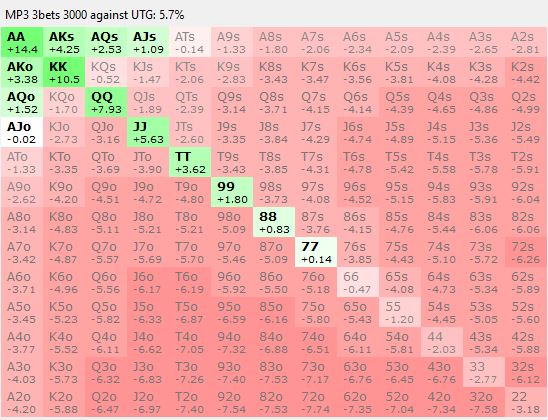 MP3 3bets 3000 against UTG: 5.7%
AA AKs AQs AJs ATs A9s A8s A7s A6s A5s A4s A3s A2s
+14.4 +4.25 +2.53 +1.09 -0.14 -1.33 -1.80 -2.06 -2.34 -2.09 -2.39 -2.65 -2.81
AKo KK KQs KJs KTs K9s K8s K7s K6s K5s K4s K3s K2s
+3.38 +10.5 -0.52 -1.47 -2.06 -2.83 -3.43 -3.47 -3.56 -3.81 -4.08 -4.28 -4.42
AQo KQo QQ QJs QTs Q9s Q8s Q7s Q6s Q5s Q4s Q3s Q2s
+1.52 -1.70 +7.93 -1.89 -2.39 -3.14 -3.71 -4.15 -4.14 -4.39 -4.65 -4.86 -4.99
AJo KJo QJo JJ JTs J9s J8s J7s J6s J5s J4s J3s J2s
-0.02 -2.73 -3.16 +5.63 -2.60 -3.35 -3.84 -4.29 -4.74 -4.89 -5.15 -5.36 -5.49
ATo KTo QTo JTo TT T9s T8s T7s T6s T5s T4s T3s T2s
-1.33 -3.35 -3.69 -3.90 +3.62 -3.43 -3.85 -4.31 -4.78 -5.42 -5.58 -5.78 -5.91
A9o K9o Q9o J9o T9o 99 98s 97s 96s 95s 94s 93s 92s
-2.62 -4.20 -4.51 -4.72 -4.80 +1.80 -3.73 -4.08 -4.52 -5.15 -5.83 -5.91 -6.04
A8o K8o Q8o J8o T8o 98o 88 87s 86s 85s 84s 83s 82s
-3.14 -4.83 -5.11 -5.21 -5.21 -5.09 +0.83 -3.76 -4.15 -4.76 -5.44 -6.06 -6.06
A7o K7o Q7o J7o T7o 97o 87o 77 76s 75s 74s 73s 72s
-3.42 -4.87 -5.57 -5.69 -5.70 -5.46 -5.09 +0.14 -3.85 -4.43 -5.10 -5.72 -6.26
A6o K6o Q6o J6o T6o 96o 86o 76o 66 65s 64s 63s 62s
-3.71 -4.96 -5.56 -6.17 -6.19 -5.92 -5.50 -5.18 -0.47 -4.08 -4.73 -5.34 -5.89
A5o K5o Q5o J5o T5o 95o 85o 75o 65o 55 54s 53s 52s
-3.45 -5.23 -5.82 -6.33 -6.87 -6.59 -6.16 -5.80 -5.43 -1.20 -4.45 -5.05 -5.60
A4o K4o Q4o J4o T4o 94o 84o 74o 64o 54o 44 43s 42s
-3.77 -5.52 -6.11 -6.62 -7.05 -7.32 -6.88 -6.51 -6.11 -5.81 -2.03 -5.34 -5.88
A3o K3o Q3o J3o T3o 93o 83o 73o 63o 53o 43o 33 32s
-4.03 -5.73 -6.32 -6.83 -7.26 -7.40 -7.53 -7.17 -6.76 -6.45 -6.76 -2.77 -6.12
A2o K2o Q2o J2o T2o 92o 82o 72o 62o 52o 42o 32o 22
-4.20 -5.88 -6.47 -6.97 -7.40 -7.54 -7.53 -7.74 -7.35 -7.04 -7.34 -7.58 -3.18